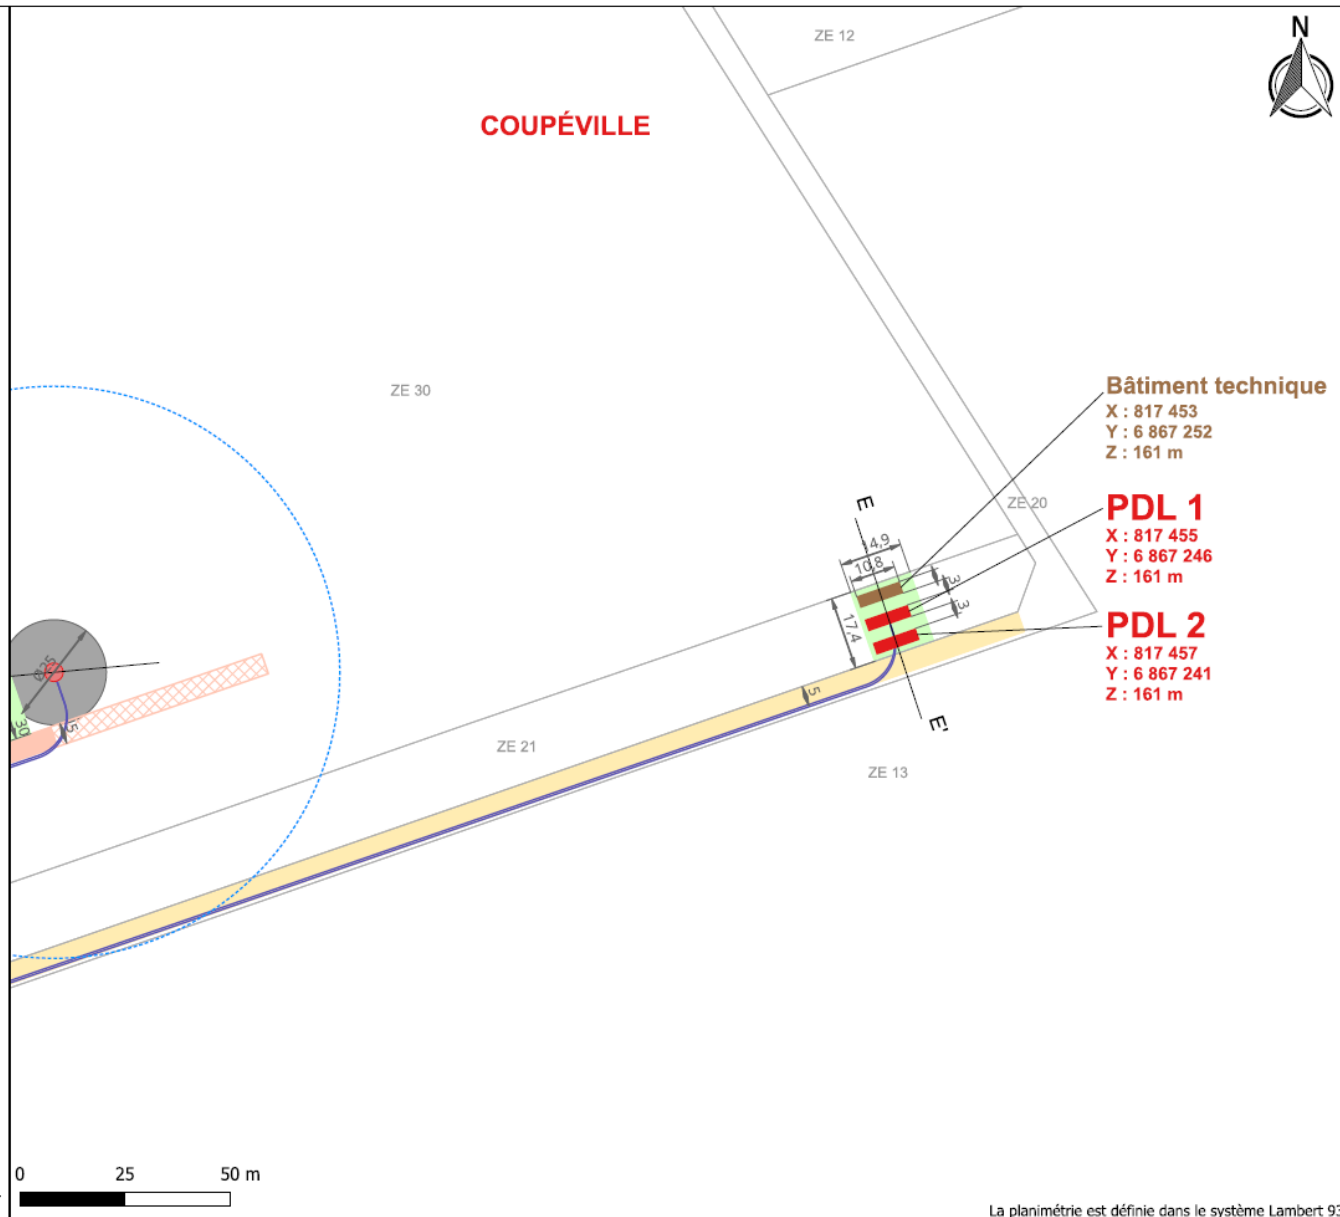 N
ZE 12
COUPÉVILLE
ZE 30
Bâtiment technique
X : 817 453
Y : 6 867 252
Z : 161 m
ZE 20
E
PDL 1
X : 817 455
Y : 6 867 246
Z : 161 m
14,9
10,8
3
3
17,4
PDL 2
X : 817 457
Y : 6 867 241
Z : 161 m
Ø25
5
E'
30
5
ZE 21
ZE 13
0 25 50 m
La planimétrie est définie dans le système Lambert 93